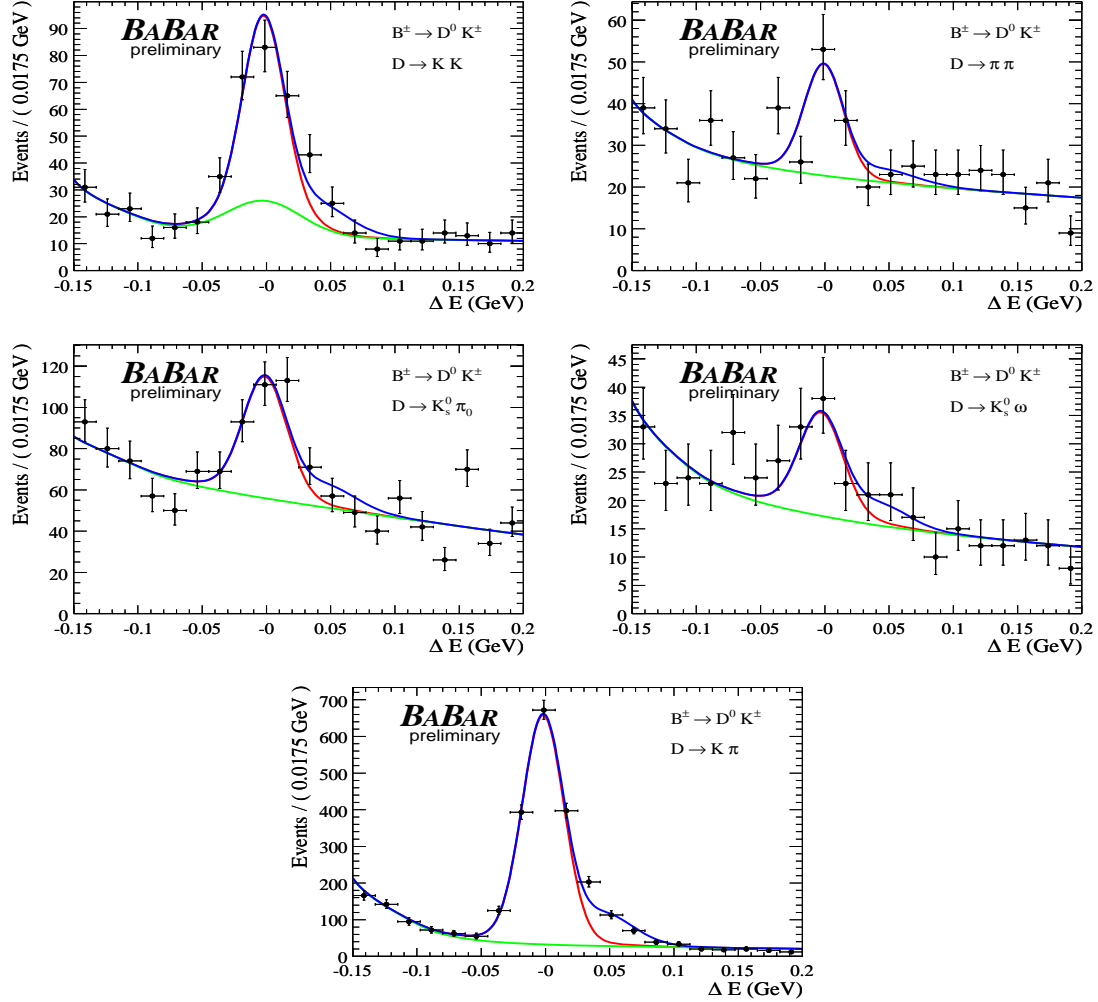 BABAR
preliminary
B± → D⁰ K±
D → K K
Events / ( 0.0175 GeV )
0 10 20 30 40 50 60 70 80 90
-0.15 -0.1 -0.05 -0 0.05 0.1 0.15 0.2
Δ E (GeV)
BABAR
preliminary
B± → D⁰ K±
D → π π
Events / ( 0.0175 GeV )
0 10 20 30 40 50 60
-0.15 -0.1 -0.05 -0 0.05 0.1 0.15 0.2
Δ E (GeV)
BABAR
preliminary
B± → D⁰ K±
D → K⁰ₛ π₀
Events / ( 0.0175 GeV )
0 20 40 60 80 100 120
-0.15 -0.1 -0.05 -0 0.05 0.1 0.15 0.2
Δ E (GeV)
BABAR
preliminary
B± → D⁰ K±
D → K⁰ₛ ω
Events / ( 0.0175 GeV )
0 5 10 15 20 25 30 35 40 45
-0.15 -0.1 -0.05 -0 0.05 0.1 0.15 0.2
Δ E (GeV)
BABAR
preliminary
B± → D⁰ K±
D → K π
Events / ( 0.0175 GeV )
0 100 200 300 400 500 600 700
-0.15 -0.1 -0.05 -0 0.05 0.1 0.15 0.2
Δ E (GeV)